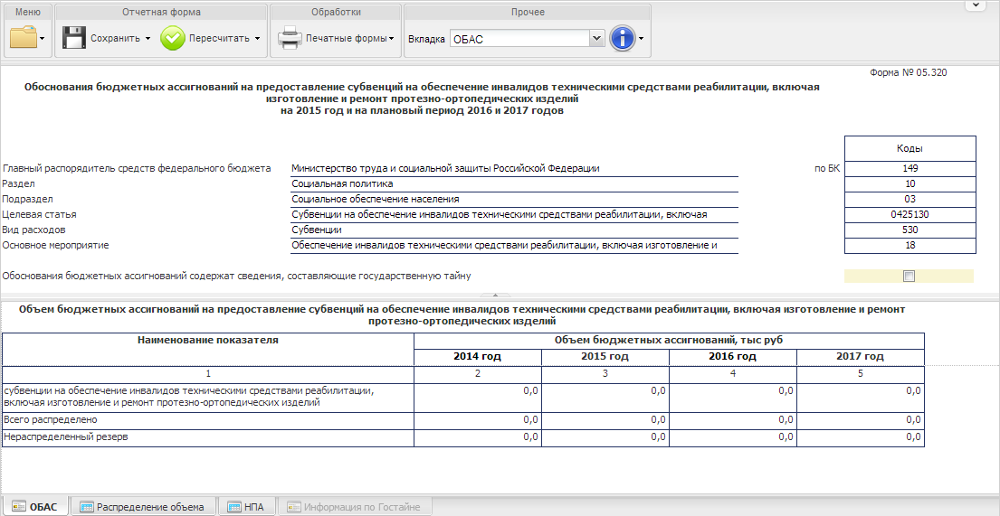 Меню
Отчетная форма
Обработки
Прочее
Сохранить
Пересчитать
Печатные формы
Вкладка ОБАС
Форма № 05.320
Обоснования бюджетных ассигнований на предоставление субвенций на обеспечение инвалидов техническими средствами реабилитации, включая
изготовление и ремонт протезно-ортопедических изделий
на 2015 год и на плановый период 2016 и 2017 годов
Коды
Главный распорядитель средств федерального бюджета Министерство труда и социальной защиты Российской Федерации по БК 149
Раздел Социальная политика 10
Подраздел Социальное обеспечение населения 03
Целевая статья Субвенции на обеспечение инвалидов техническими средствами реабилитации, включая 0425130
Вид расходов Субвенции 530
Основное мероприятие Обеспечение инвалидов техническими средствами реабилитации, включая изготовление и 18
Обоснования бюджетных ассигнований содержат сведения, составляющие государственную тайну
Объем бюджетных ассигнований на предоставление субвенций на обеспечение инвалидов техническими средствами реабилитации, включая изготовление и ремонт
протезно-ортопедических изделий
Наименование показателя Объем бюджетных ассигнований, тыс руб
2014 год 2015 год 2016 год 2017 год
1 2 3 4 5
субвенции на обеспечение инвалидов техническими средствами реабилитации, 0,0 0,0 0,0 0,0
включая изготовление и ремонт протезно-ортопедических изделий
Всего распределено 0,0 0,0 0,0 0,0
Нераспределенный резерв 0,0 0,0 0,0 0,0
ОБАС Распределение объема НПА Информация по Гостайне